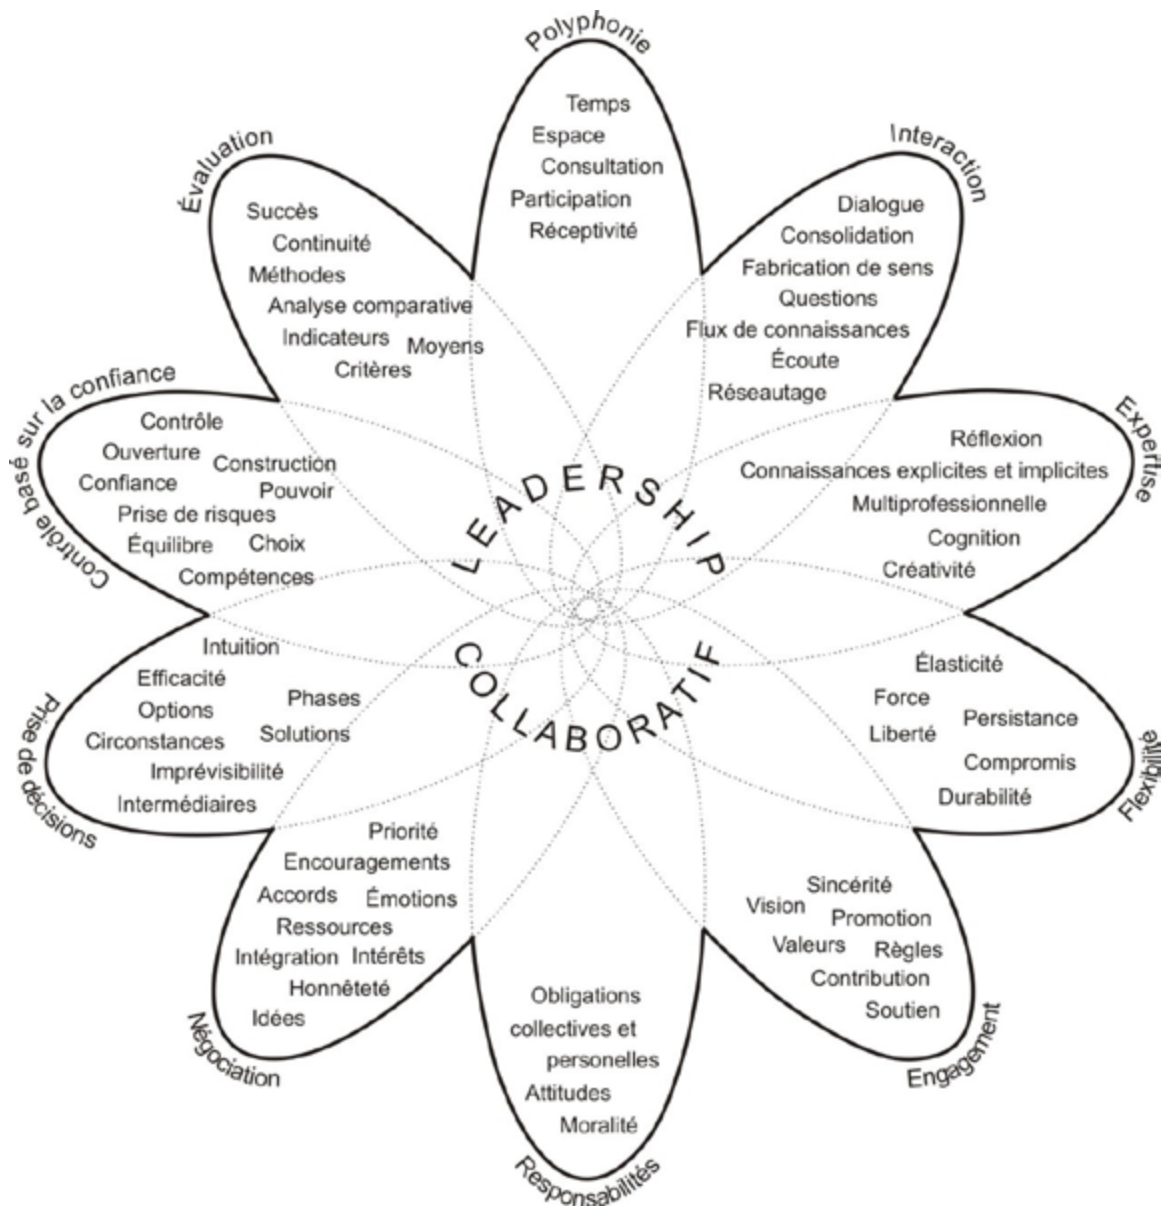 Polyphonie
Temps
Espace
Consultation
Participation
Réceptivité
Interaction
Dialogue
Consolidation
Fabrication de sens
Questions
Flux de connaissances
Écoute
Réseautage
Expertise
Réflexion
Connaissances explicites et implicites
Multiprofessionnelle
Cognition
Créativité
Flexibilité
Élasticité
Force
Persistance
Liberté
Compromis
Durabilité
Engagement
Sincérité
Vision
Promotion
Valeurs
Règles
Contribution
Soutien
Responsabilités
Obligations
collectives et
personelles
Attitudes
Moralité
Négociation
Priorité
Encouragements
Accords
Émotions
Ressources
Intégration
Intérêts
Honnêteté
Idées
Prise de décisions
Intuition
Efficacité
Phases
Options
Circonstances
Solutions
Imprévisibilité
Intermédiaires
Contrôle basé sur la confiance
Contrôle
Ouverture
Construction
Confiance
Pouvoir
Prise de risques
Équilibre
Choix
Compétences
Évaluation
Succès
Continuité
Méthodes
Analyse comparative
Indicateurs
Moyens
Critères
LEADERSHIP
COLLABORATIF